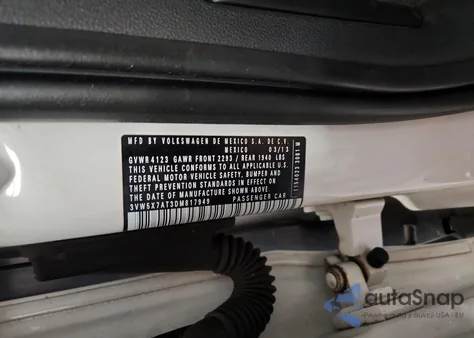 MFD BY VOLKSWAGEN DE MEXICO S.A. DE C.V.
MEXICO 03/13
GVWR 4123 GAWR FRONT 2293 / REAR 1940 LBS
THIS VEHICLE CONFORMS TO ALL APPLICABLE U.S.
FEDERAL MOTOR VEHICLE SAFETY, BUMPER AND
THEFT PREVENTION STANDARDS IN EFFECT ON
THE DATE OF MANUFACTURE SHOWN ABOVE.
3VW5X7AT3DM817949 PASSENGER CAR
autoSnap